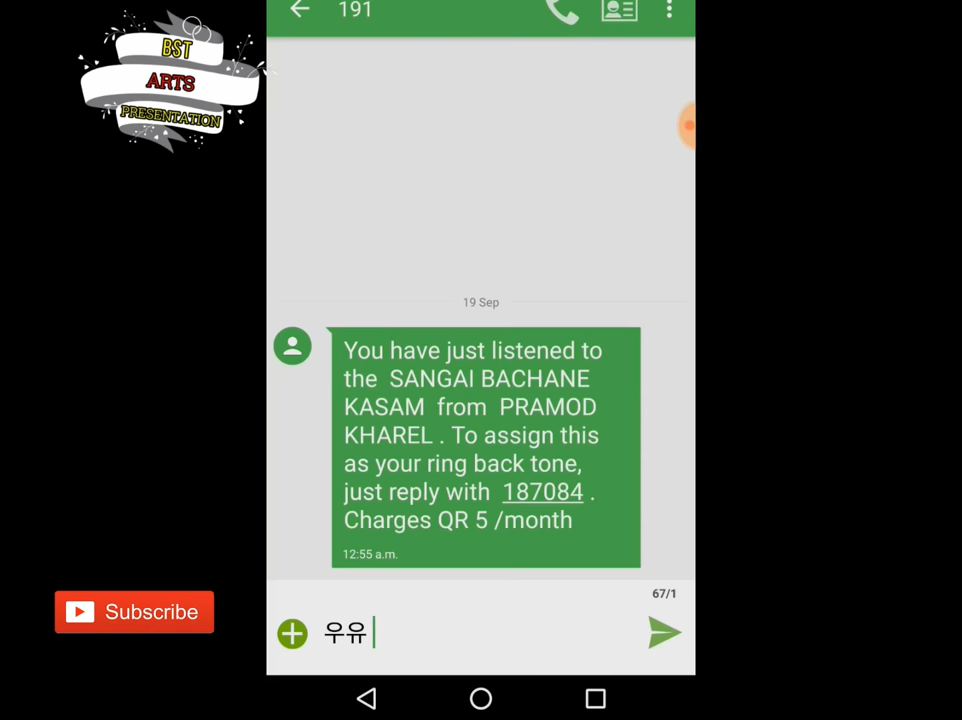 191
BST
ARTS
PRESENTATION
19 Sep
You have just listened to
the SANGAI BACHANE
KASAM from PRAMOD
KHAREL . To assign this
as your ring back tone,
just reply with 187084 .
Charges QR 5 /month
12:55 a.m.
67/1
Subscribe
우유